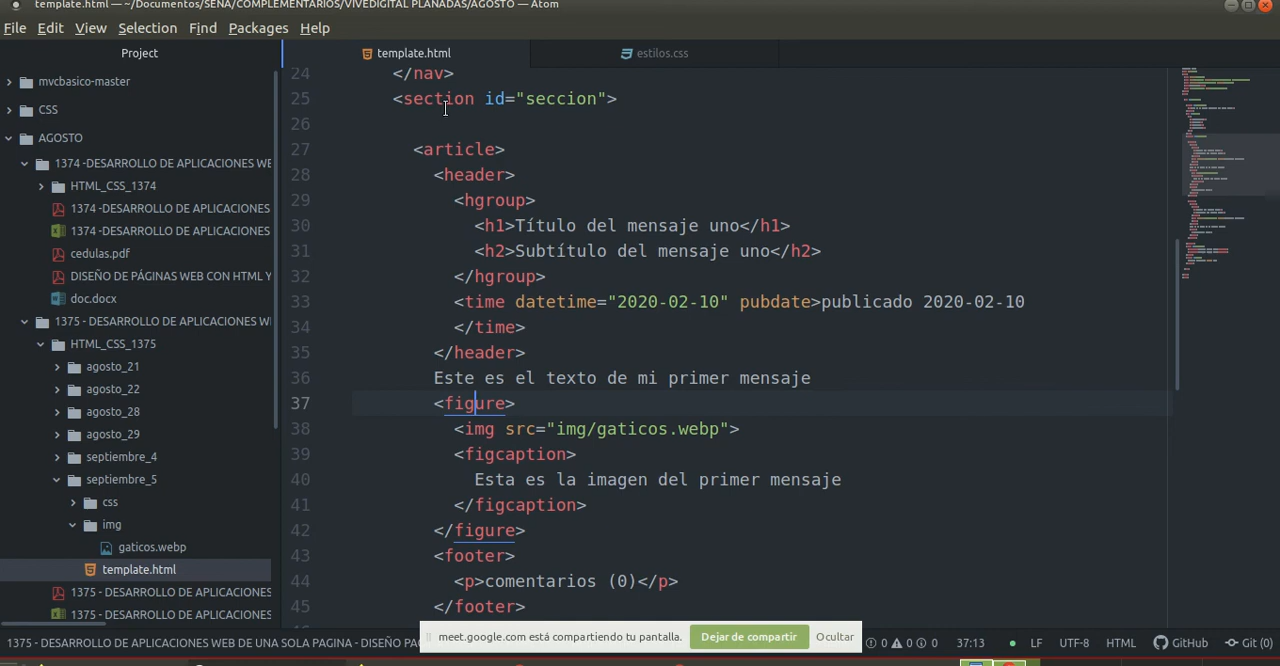 template.html — ~/Documentos/SENA/COMPLEMENTARIOS/VIVEDIGITAL PLANADAS/AGOSTO — Atom
File Edit View Selection Find Packages Help
Project
mvcbasico-master
CSS
AGOSTO
1374 -DESARROLLO DE APLICACIONES WE
HTML_CSS_1374
1374 -DESARROLLO DE APLICACIONES
1374 -DESARROLLO DE APLICACIONES
cedulas.pdf
DISEÑO DE PÁGINAS WEB CON HTML Y
doc.docx
1375 - DESARROLLO DE APLICACIONES WI
HTML_CSS_1375
agosto_21
agosto_22
agosto_28
agosto_29
septiembre_4
septiembre_5
css
img
gaticos.webp
template.html
1375 - DESARROLLO DE APLICACIONES
1375 - DESARROLLO DE APLICACIONES
template.html estilos.css
24 </nav>
25 <section id="seccion">
26
27 <article>
28 <header>
29 <hgroup>
30 <h1>Título del mensaje uno</h1>
31 <h2>Subtítulo del mensaje uno</h2>
32 </hgroup>
33 <time datetime="2020-02-10" pubdate>publicado 2020-02-10
34 </time>
35 </header>
36 Este es el texto de mi primer mensaje
37 <figure>
38 <img src="img/gaticos.webp">
39 <figcaption>
40 Esta es la imagen del primer mensaje
41 </figcaption>
42 </figure>
43 <footer>
44 <p>comentarios (0)</p>
45 </footer>
meet.google.com está compartiendo tu pantalla. Dejar de compartir Ocultar
1375 - DESARROLLO DE APLICACIONES WEB DE UNA SOLA PAGINA - DISEÑO PA 0 0 0 37:13 LF UTF-8 HTML GitHub Git (0)